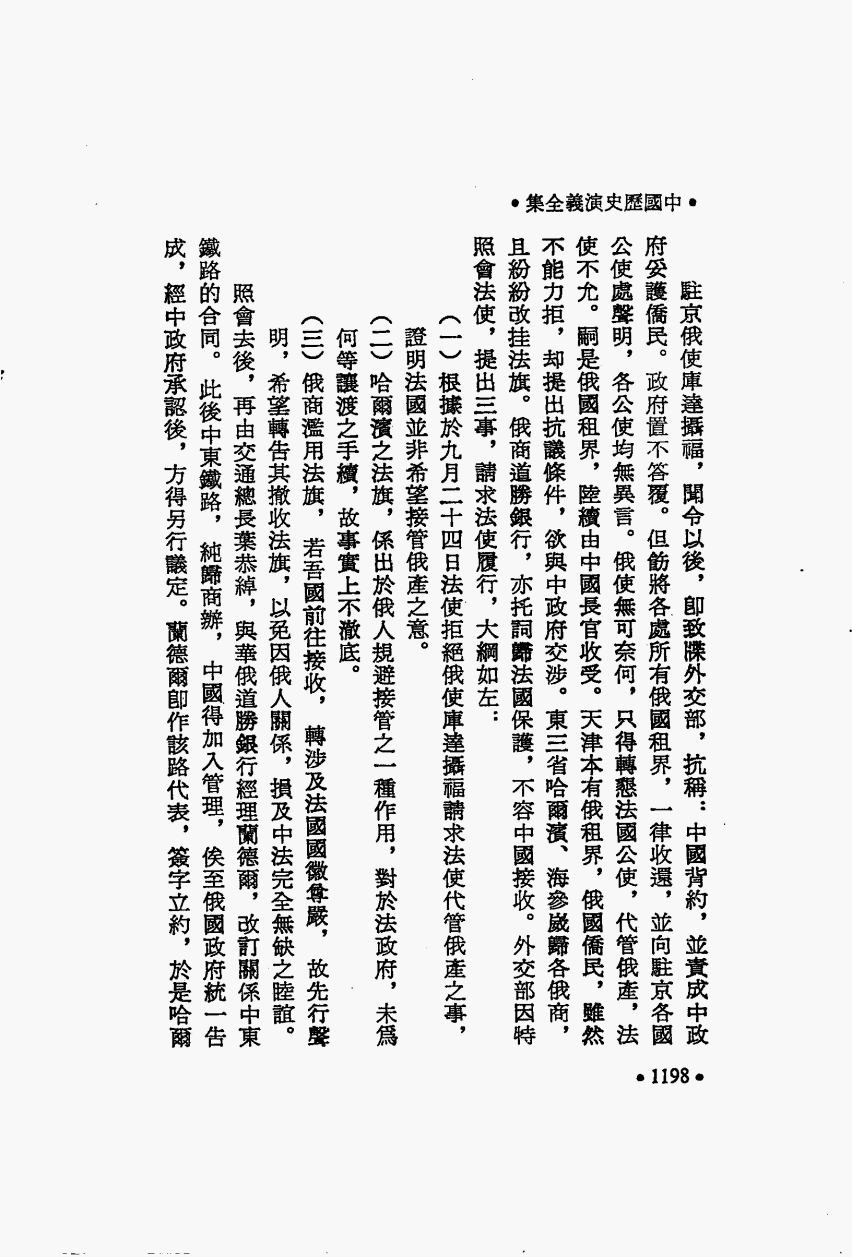 •中國歷史演義全集•
駐京俄使庫達攝福，聞令以後，卽致牒外交部，抗稱：中國背約，並責成中政
府妥護僑民。政府置不答覆。但飭將各處所有俄國租界，一律收還，並向駐京各國
公使處聲明，各公使均無異言。俄使無可奈何，只得轉懇法國公使，代管俄產，法
使不允。嗣是俄國租界，陸續由中國長官收受。天津本有俄租界，俄國僑民，雖然
不能力拒，却提出抗議條件，欲與中政府交涉。東三省哈爾濱、海參崴歸各俄商，
且紛紛改挂法旗。俄商道勝銀行，亦托詞歸法國保護，不容中國接收。外交部因特
照會法使，提出三事，請求法使履行，大綱如左：
（一）根據於九月二十四日法使拒絕俄使庫達攝福請求法使代管俄產之事，
證明法國並非希望接管俄產之意。
（二）哈爾濱之法旗，係出於俄人規避接管之一種作用，對於法政府，未爲
何等讓渡之手續，故事實上不澈底。
（三）俄商濫用法旗，若吾國前往接收，轉涉及法國國徽尊嚴，故先行聲
明，希望轉告其撤收法旗，以免因俄人關係，損及中法完全無缺之睦誼。
照會去後，再由交通總長葉恭綽，與華俄道勝銀行經理蘭德爾，改訂關係中東
鐵路的合同。此後中東鐵路，純歸商辦，中國得加入管理，俟至俄國政府統一告
成，經中政府承認後，方得另行議定。蘭德爾卽作該路代表，簽字立約，於是哈爾
•1198•